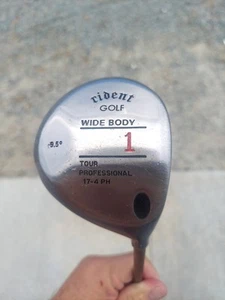 rident
GOLF
WIDE BODY
9.5°
1
TOUR
PROFESSIONAL
17-4 PH